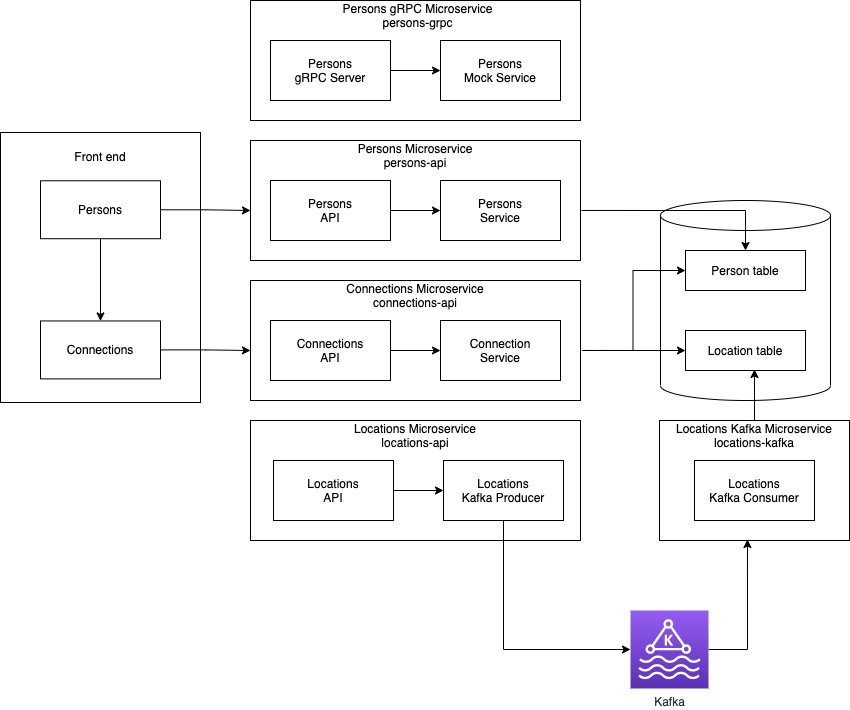 Persons gRPC Microservice
persons-grpc
Persons
gRPC Server
Persons
Mock Service
Front end
Persons
Connections
Persons Microservice
persons-api
Persons
API
Persons
Service
Connections Microservice
connections-api
Connections
API
Connection
Service
Person table
Location table
Locations Microservice
locations-api
Locations
API
Locations
Kafka Producer
Locations Kafka Microservice
locations-kafka
Locations
Kafka Consumer
K
Kafka